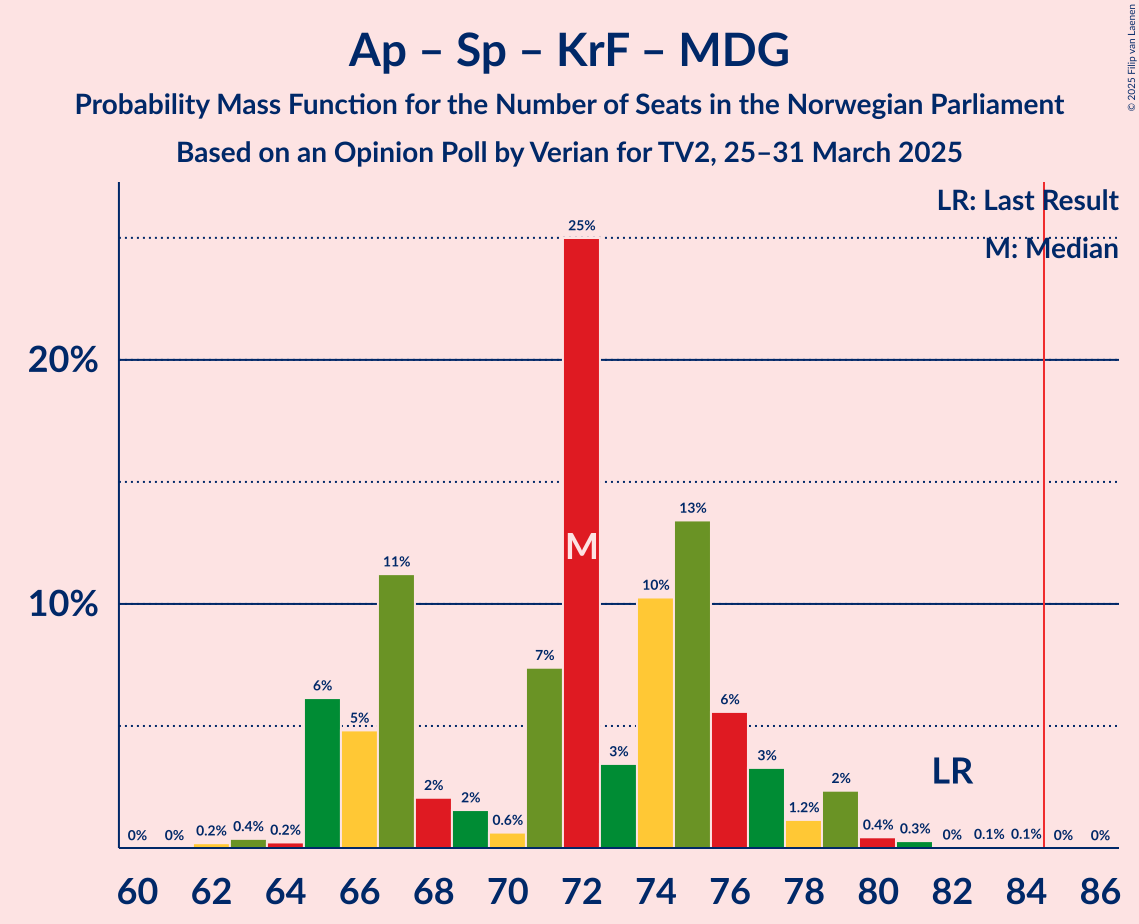 Ap – Sp – KrF – MDG
Probability Mass Function for the Number of Seats in the Norwegian Parliament
Based on an Opinion Poll by Verian for TV2, 25–31 March 2025
© 2025 Filip van Laenen
LR: Last Result
M: Median
25%
20%
13%
M
11%
10%
10%
7%
6%
6%
5%
3%
3%
LR
2%
2%
2%
1.2%
0.6%
0% 0% 0.2% 0.4% 0.2% 0.4% 0.3% 0% 0.1% 0.1% 0% 0%
60 62 64 66 68 70 72 74 76 78 80 82 84 86